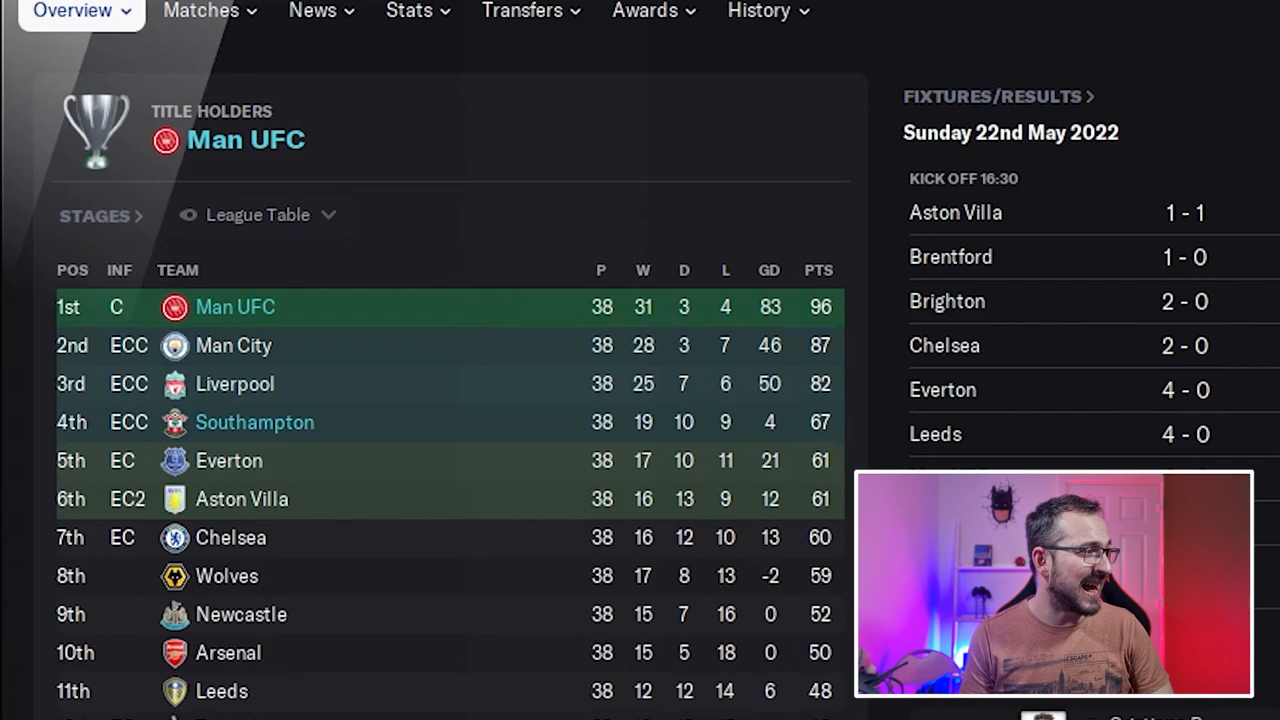 Overview Matches News Stats Transfers Awards History
TITLE HOLDERS
Man UFC
STAGES League Table
POS INF TEAM P W D L GD PTS
1st C Man UFC 38 31 3 4 83 96
2nd ECC Man City 38 28 3 7 46 87
3rd ECC Liverpool 38 25 7 6 50 82
4th ECC Southampton 38 19 10 9 4 67
5th EC Everton 38 17 10 11 21 61
6th EC2 Aston Villa 38 16 13 9 12 61
7th EC Chelsea 38 16 12 10 13 60
8th Wolves 38 17 8 13 -2 59
9th Newcastle 38 15 7 16 0 52
10th Arsenal 38 15 5 18 0 50
11th Leeds 38 12 12 14 6 48
FIXTURES/RESULTS
Sunday 22nd May 2022
KICK OFF 16:30
Aston Villa 1 - 1
Brentford 1 - 0
Brighton 2 - 0
Chelsea 2 - 0
Everton 4 - 0
Leeds 4 - 0